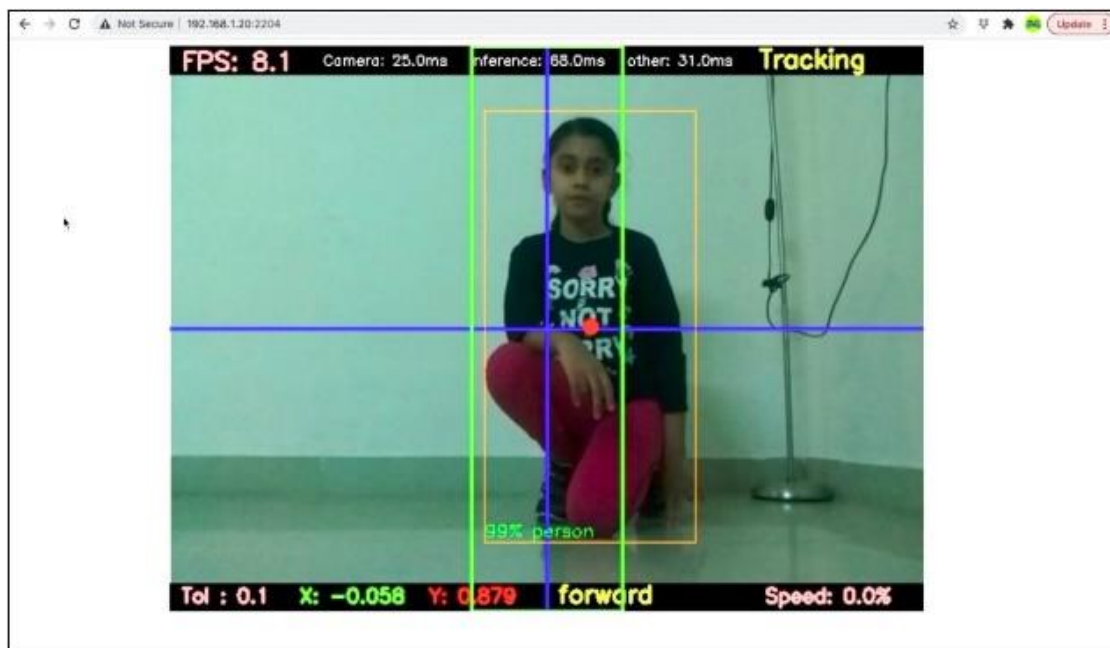 Not Secure | 192.168.1.20:2204
Update
FPS: 8.1 Camera: 25.0ms nference: 68.0ms other: 31.0ms Tracking
SORRY
NOT
99% person
Tol : 0.1 X: -0.058 Y: 0.879 forward Speed: 0.0%